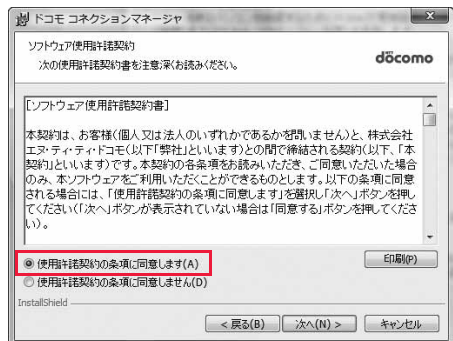 ドコモ コネクションマネージャ
ソフトウェア使用許諾契約
次の使用許諾契約書を注意深くお読みください。
döcomo
[ソフトウェア使用許諾契約書]
本契約は、お客様(個人又は法人のいずれかであるかを問いません)と、株式会社
エヌ・ティ・ティ・ドコモ(以下「弊社」といいます)との間で締結される契約(以下、「本
契約」といいます)です。本契約の各条項をお読みいただき、ご同意いただいた場合
のみ、本ソフトウェアをご利用いただくことができるものとします。以下の条項に同意
される場合には、「使用許諾契約の条項に同意します」を選択し「次へ」ボタンを押し
てください(「次へ」ボタンが表示されていない場合は「同意する」ボタンを押してくださ
い)。
使用許諾契約の条項に同意します(A)
印刷(P)
使用許諾契約の条項に同意しません(D)
InstallShield
< 戻る(B)
次へ(N) >
キャンセル